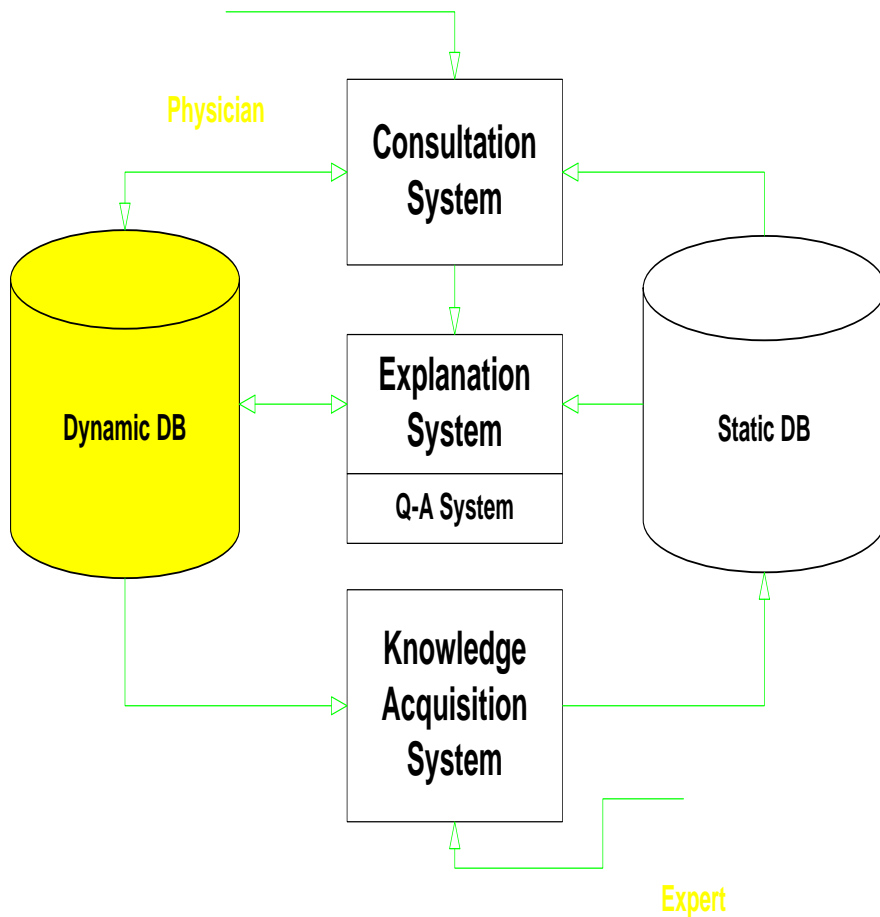 Physician
Consultation
System
Explanation
System
Dynamic DB
Static DB
Q-A System
Knowledge
Acquisition
System
Expert